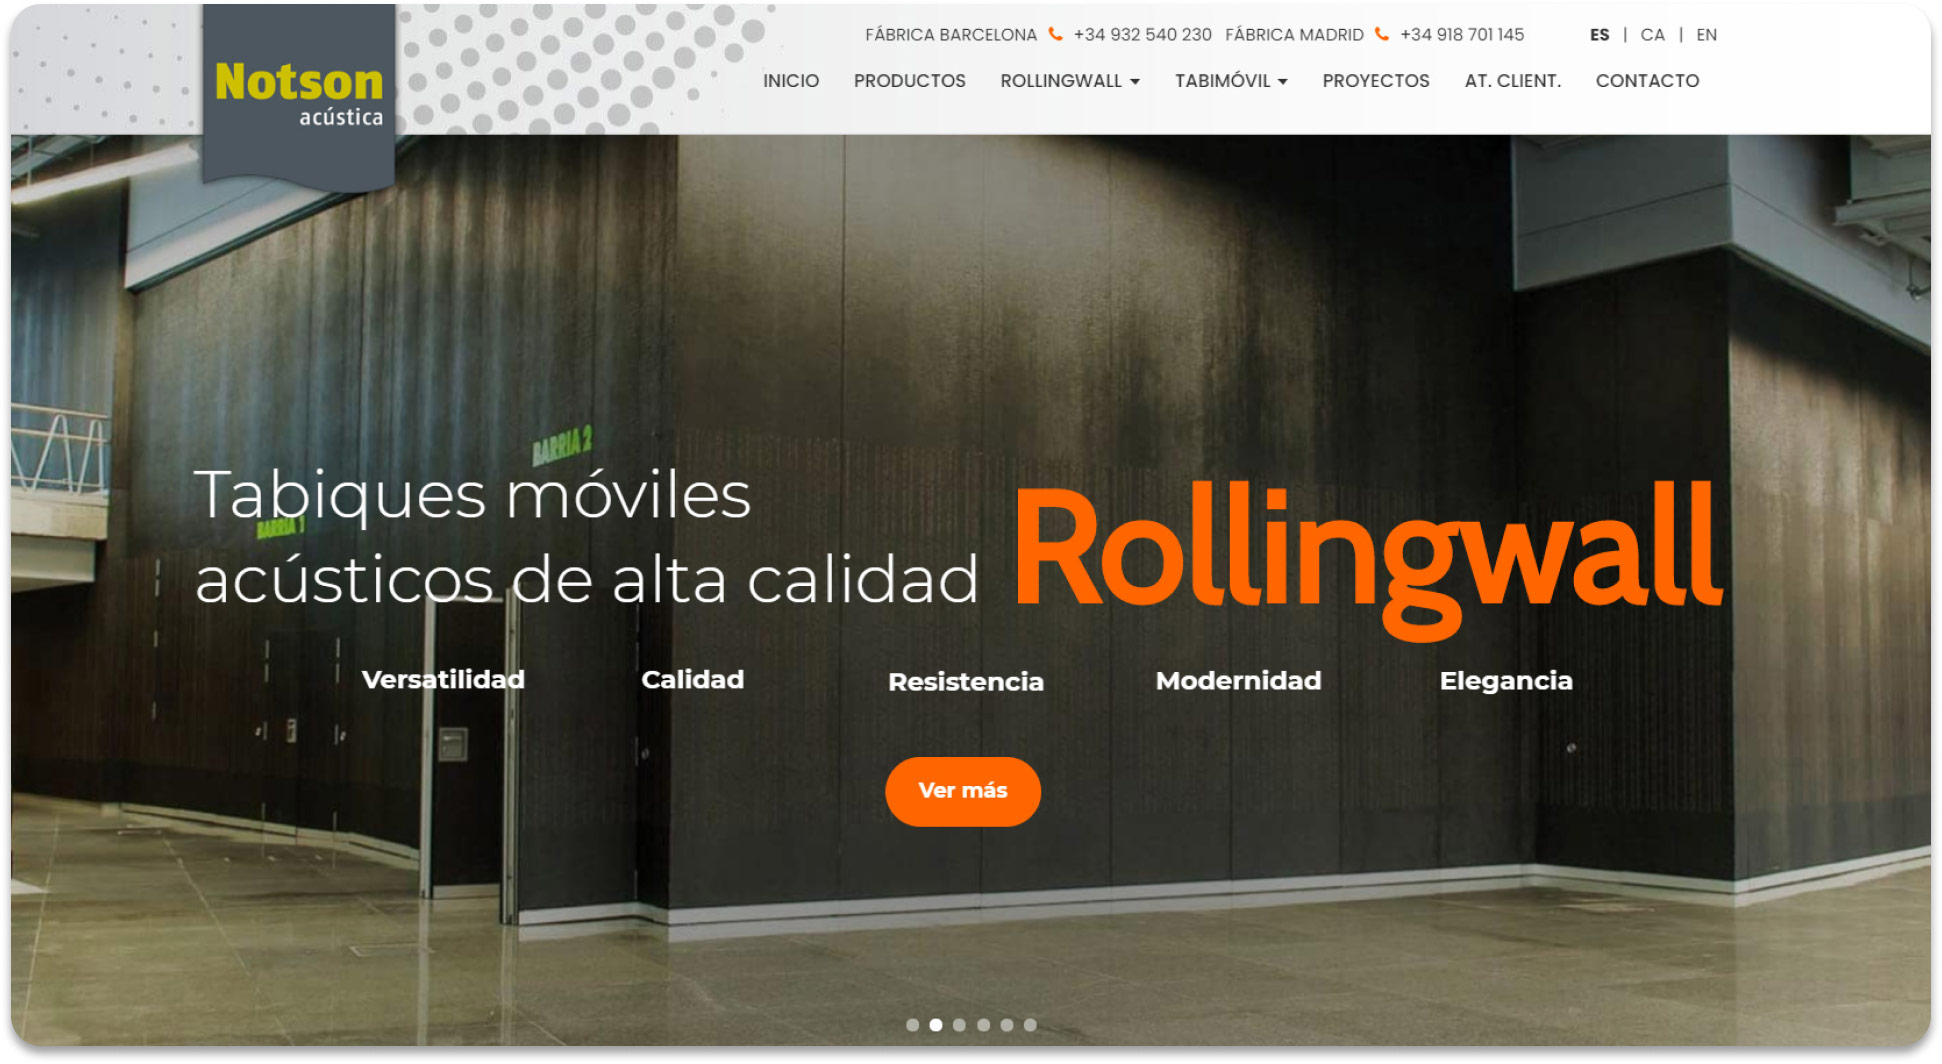 Notson
acústica
FÁBRICA BARCELONA +34 932 540 230 FÁBRICA MADRID +34 918 701 145 ES | CA | EN
INICIO PRODUCTOS ROLLINGWALL TABIMÓVIL PROYECTOS AT. CLIENT. CONTACTO
BARRIA 2
BARRIA 1
Tabiques móviles
acústicos de alta calidad
Rollingwall
Versatilidad Calidad Resistencia Modernidad Elegancia
Ver más